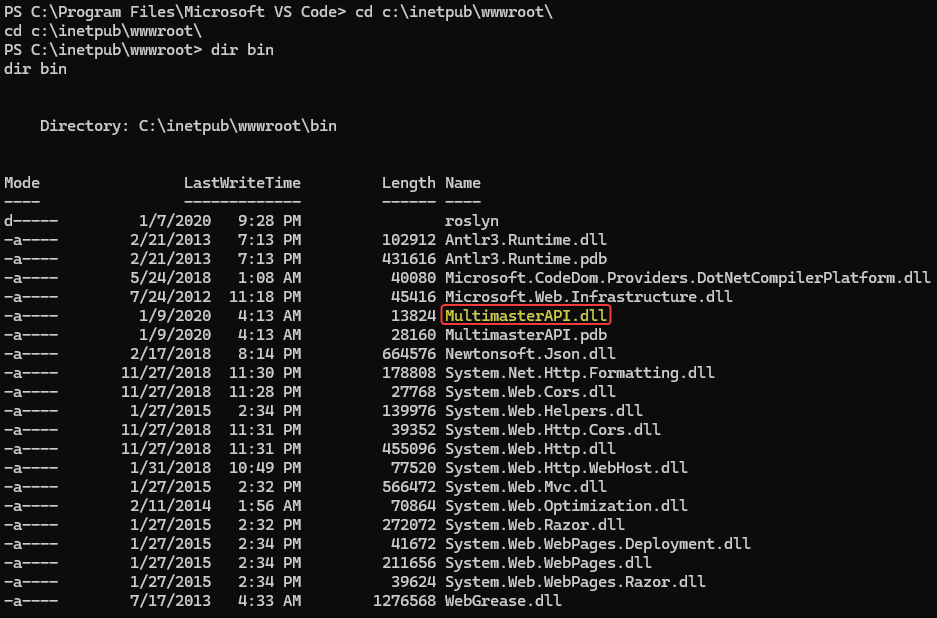 PS C:\Program Files\Microsoft VS Code> cd c:\inetpub\wwwroot\
cd c:\inetpub\wwwroot\
PS C:\inetpub\wwwroot> dir bin
dir bin
    Directory: C:\inetpub\wwwroot\bin
Mode                LastWriteTime         Length Name
----                -------------         ------ ----
d-----         1/7/2020   9:28 PM                roslyn
-a----        2/21/2013   7:13 PM         102912 Antlr3.Runtime.dll
-a----        2/21/2013   7:13 PM         431616 Antlr3.Runtime.pdb
-a----        5/24/2018   1:08 AM          40080 Microsoft.CodeDom.Providers.DotNetCompilerPlatform.dll
-a----        7/24/2012  11:18 PM          45416 Microsoft.Web.Infrastructure.dll
-a----         1/9/2020   4:13 AM          13824 MultimasterAPI.dll
-a----         1/9/2020   4:13 AM          28160 MultimasterAPI.pdb
-a----        2/17/2018   8:14 PM         664576 Newtonsoft.Json.dll
-a----       11/27/2018  11:30 PM         178808 System.Net.Http.Formatting.dll
-a----       11/27/2018  11:28 PM          27768 System.Web.Cors.dll
-a----        1/27/2015   2:34 PM         139976 System.Web.Helpers.dll
-a----       11/27/2018  11:31 PM          39352 System.Web.Http.Cors.dll
-a----       11/27/2018  11:31 PM         455096 System.Web.Http.dll
-a----        1/31/2018  10:49 PM          77520 System.Web.Http.WebHost.dll
-a----        1/27/2015   2:32 PM         566472 System.Web.Mvc.dll
-a----        2/11/2014   1:56 AM          70864 System.Web.Optimization.dll
-a----        1/27/2015   2:32 PM         272072 System.Web.Razor.dll
-a----        1/27/2015   2:34 PM          41672 System.Web.WebPages.Deployment.dll
-a----        1/27/2015   2:34 PM         211656 System.Web.WebPages.dll
-a----        1/27/2015   2:34 PM          39624 System.Web.WebPages.Razor.dll
-a----        7/17/2013   4:33 AM        1276568 WebGrease.dll